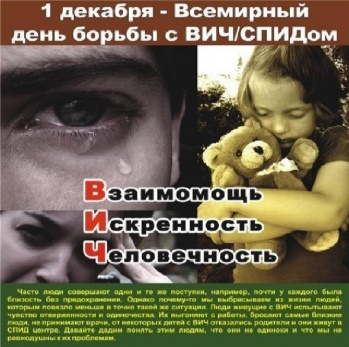 1 декабря - Всемирный
день борьбы с ВИЧ/СПИДом
Взаимомощь
Искренность
Человечность
Часто люди совершают одни и те же поступки, например, почти у каждого была
близость без предохранения. Однако почему-то мы выбрасываем из жизни людей,
которым повезло меньше в точно такой же ситуации. Люди живущие с ВИЧ испытывают
чувство отверженности и одиночества. Их выгоняют с работы, бросают самые близкие
люди, не принимают врачи, от некоторых детей с ВИЧ отказались родители и они живут в
СПИД центре. Давайте дадим понять этим людям, что они не одиноки и что мы не
равнодушны к их проблемам.